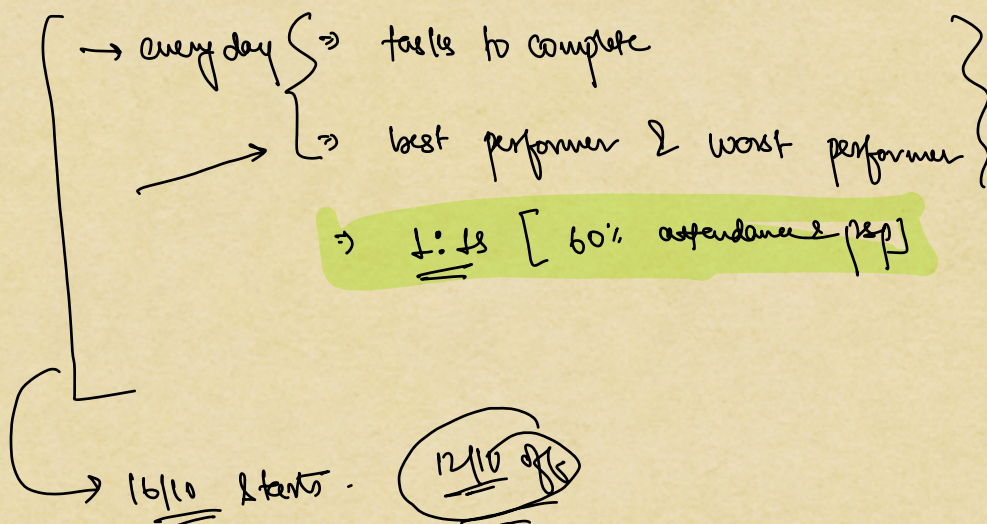 → every day { ⇒ tasks to complete
⇒ best performer & worst performer
⇒ 1:1s [ 60% attendance & psp]
→ 16/10 starts. 12/10 off